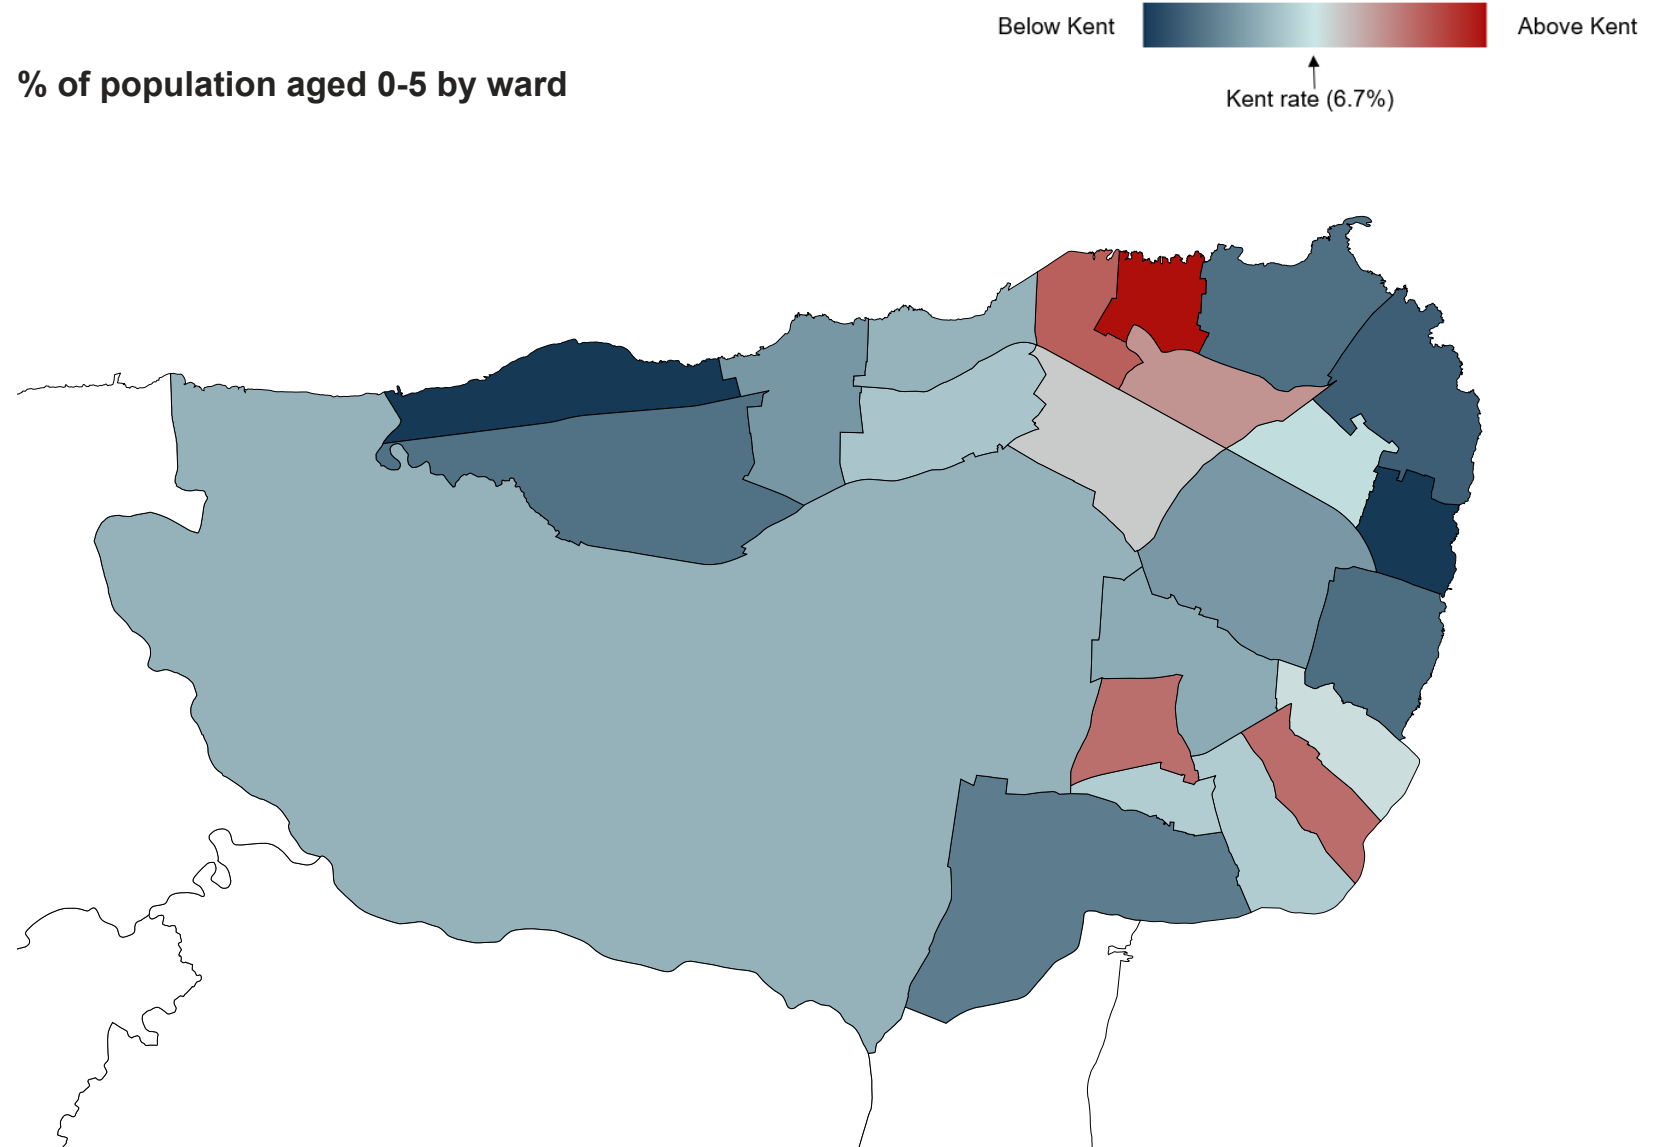 Below Kent
Above Kent
Kent rate (6.7%)
% of population aged 0-5 by ward